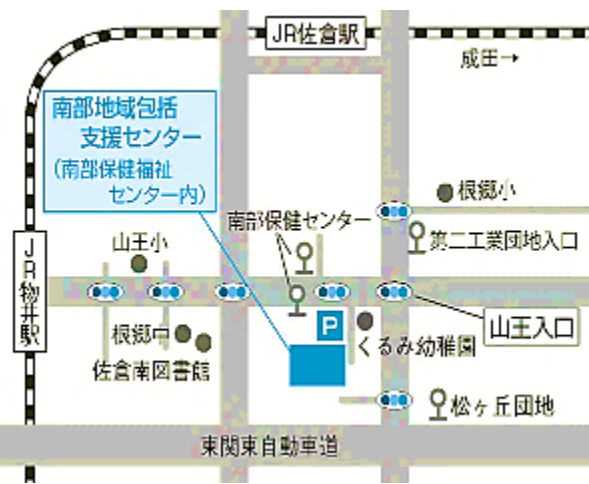 JR佐倉駅
成田→
南部地域包括
支援センター
(南部保健福祉
センター内)
根郷小
南部保健センター
第二工業団地入口
山王小
JR物井駅
P
山王入口
根郷中
くるみ幼稚園
佐倉南図書館
松ヶ丘団地
東関東自動車道